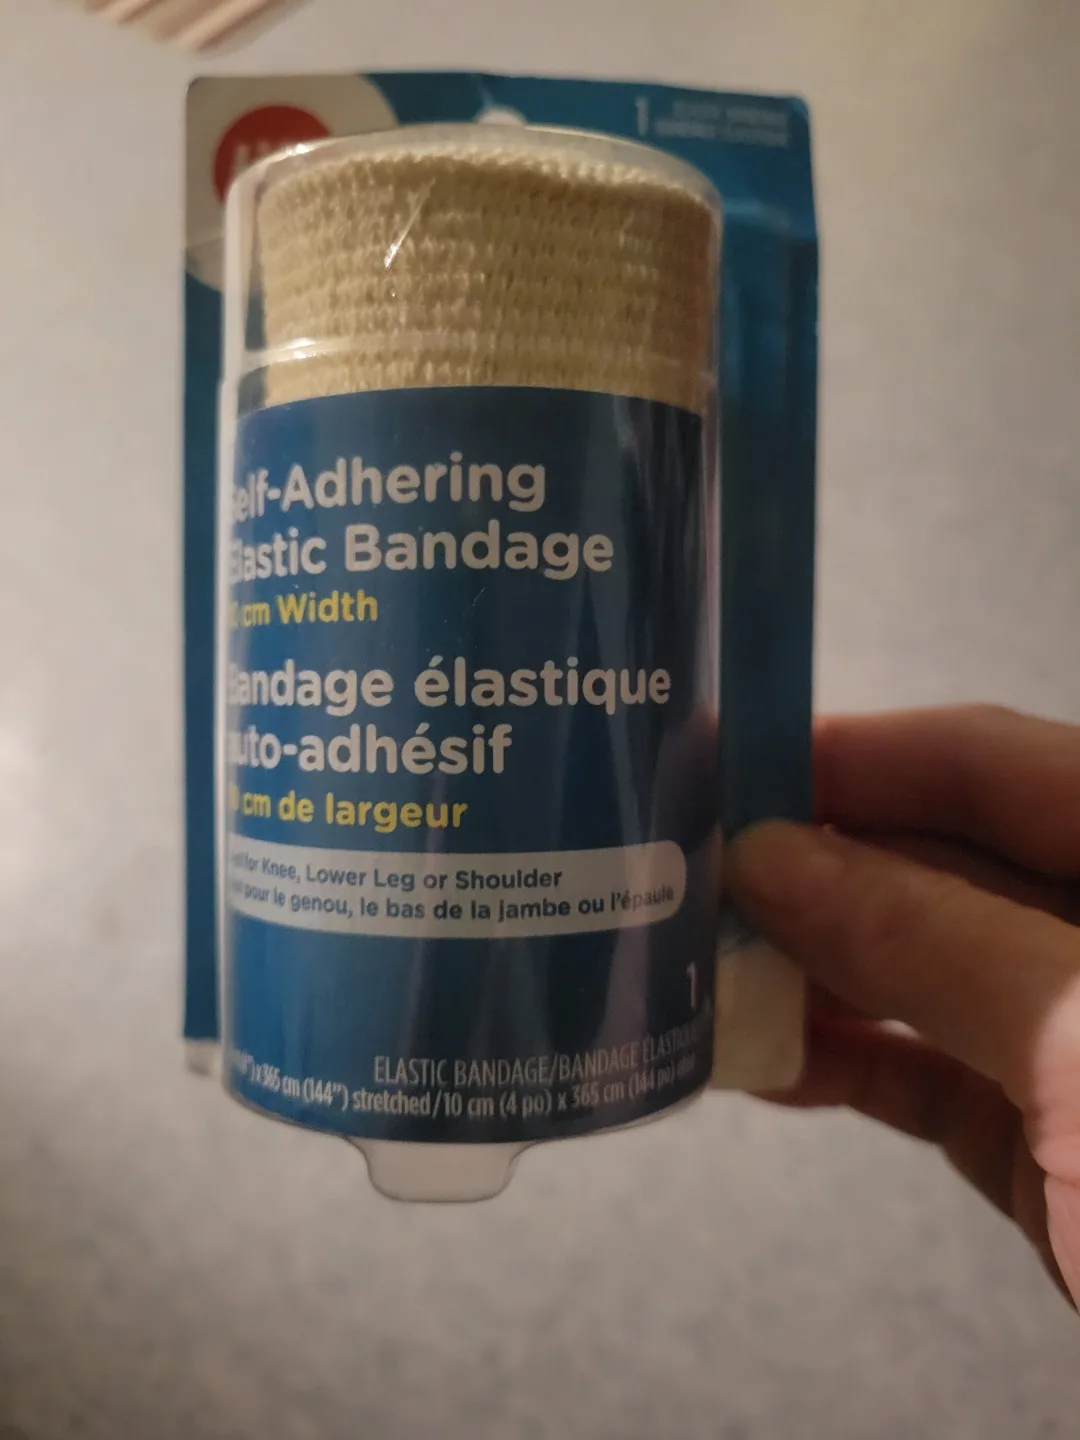 1
Self-Adhering
Elastic Bandage
cm Width
Bandage élastique
auto-adhésif
cm de largeur
for Knee, Lower Leg or Shoulder
pour le genou, le bas de la jambe ou l'épaule
1
ELASTIC BANDAGE/BANDAGE
x 365 cm (144") stretched/10 cm (4 po) x 365 cm (144 po)